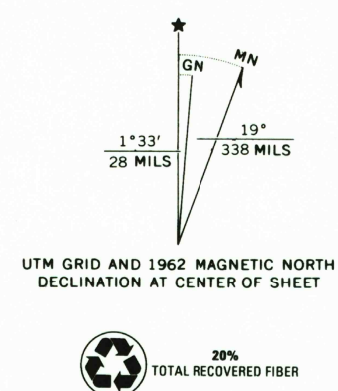 ★
GN
MN
1°33′
28 MILS
19°
338 MILS
UTM GRID AND 1962 MAGNETIC NORTH
DECLINATION AT CENTER OF SHEET
20%
TOTAL RECOVERED FIBER